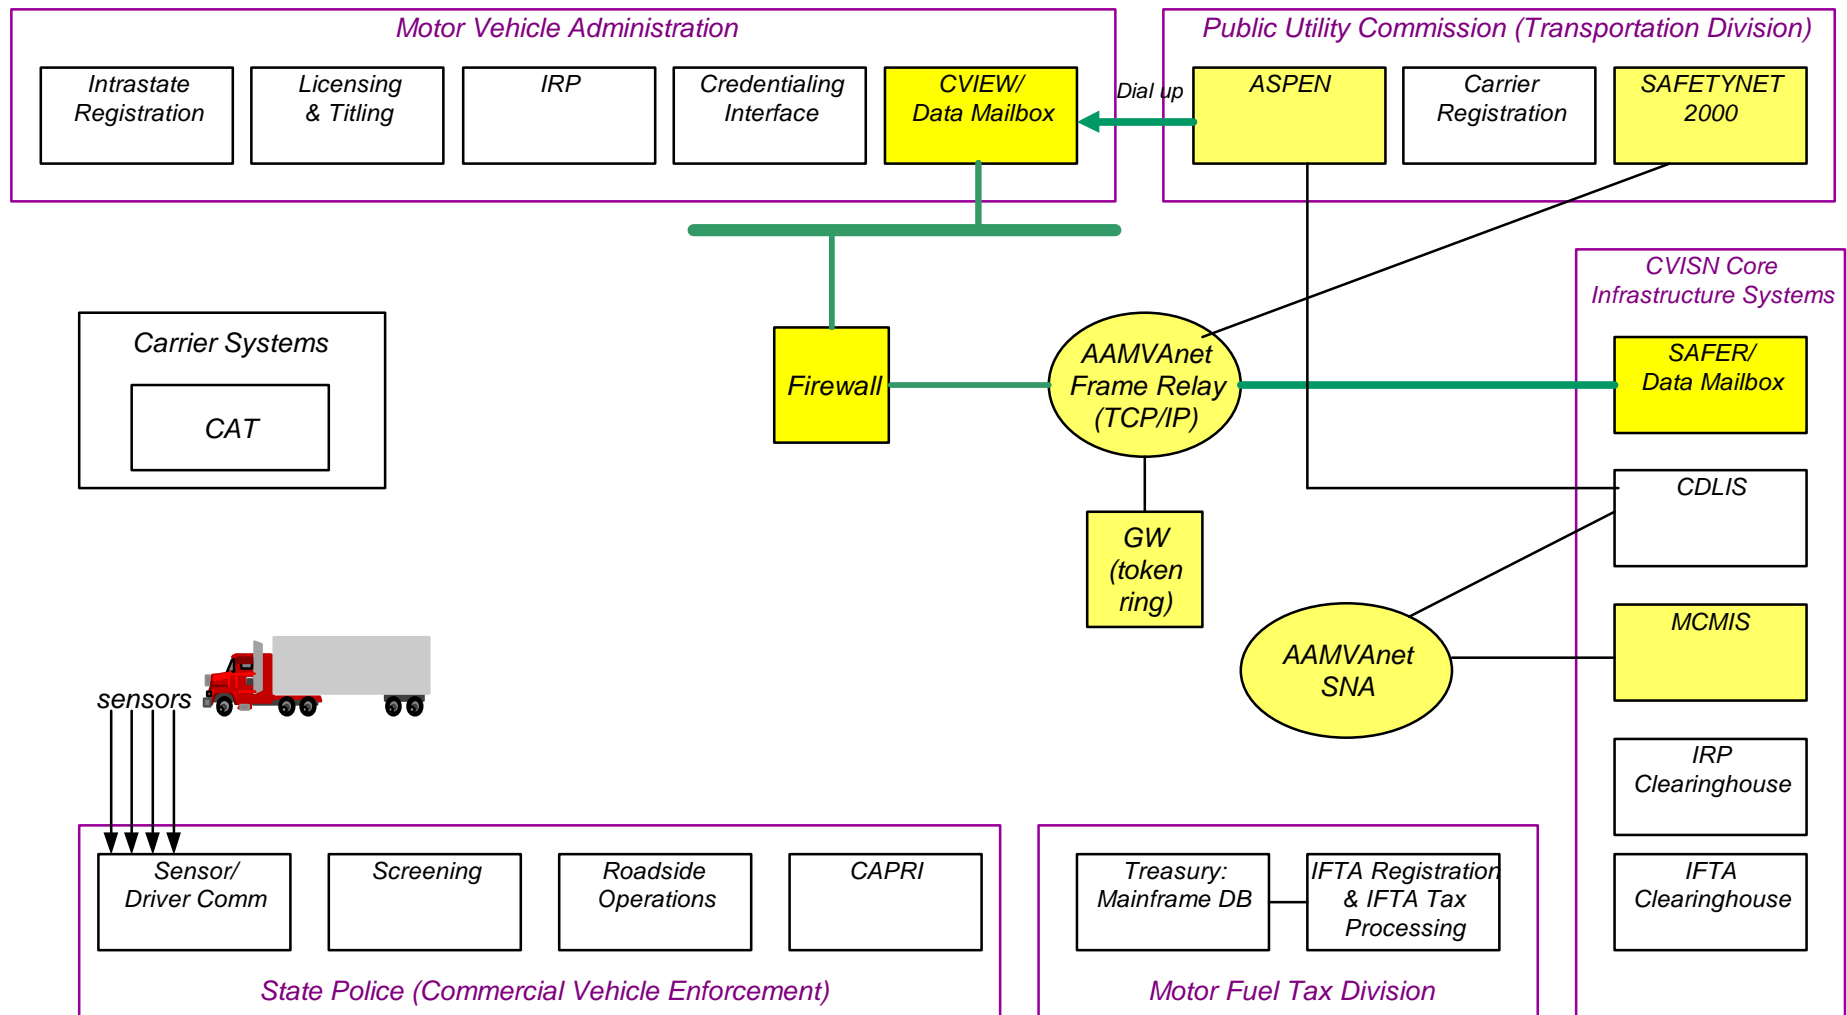 Motor Vehicle Administration
Intrastate
Registration
Licensing
& Titling
IRP
Credentialing
Interface
CVIEW/
Data Mailbox
Dial up
Public Utility Commission (Transportation Division)
ASPEN
Carrier
Registration
SAFETYNET
2000
Carrier Systems
CAT
Firewall
AAMVAnet
Frame Relay
(TCP/IP)
GW
(token
ring)
AAMVAnet
SNA
CVISN Core
Infrastructure Systems
SAFER/
Data Mailbox
CDLIS
MCMIS
IRP
Clearinghouse
IFTA
Clearinghouse
sensors
Sensor/
Driver Comm
Screening
Roadside
Operations
CAPRI
State Police (Commercial Vehicle Enforcement)
Treasury:
Mainframe DB
IFTA Registration
& IFTA Tax
Processing
Motor Fuel Tax Division